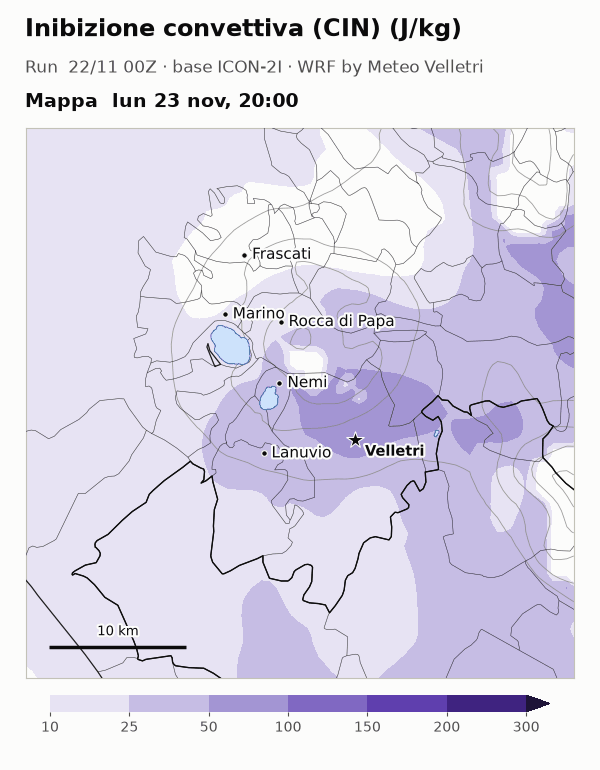 Inibizione convettiva (CIN) (J/kg)
Run  22/11 00Z · base ICON-2I · WRF by Meteo Velletri
Mappa  lun 23 nov, 20:00
Frascati
Marino
Rocca di Papa
Nemi
Velletri
Lanuvio
10 km
10 25 50 100 150 200 300